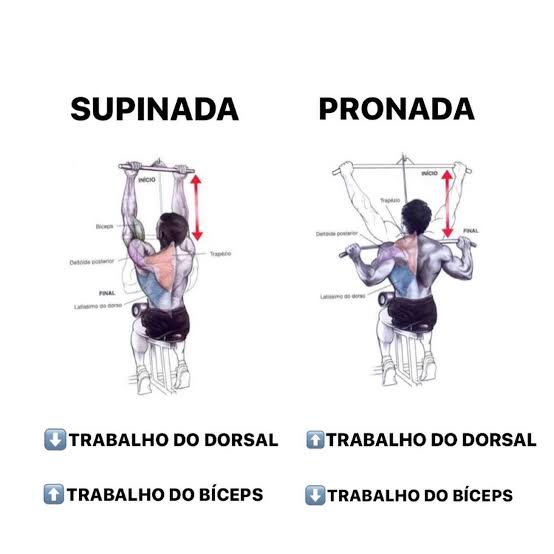 SUPINADA
PRONADA
INÍCIO
Bíceps
Deltóide posterior
Trapézio
FINAL
Latíssimo do dorso
INÍCIO
Trapézio
Deltóide posterior
FINAL
Latíssimo do dorso
⬇️TRABALHO DO DORSAL
⬆️TRABALHO DO DORSAL
⬆️TRABALHO DO BÍCEPS
⬇️TRABALHO DO BÍCEPS